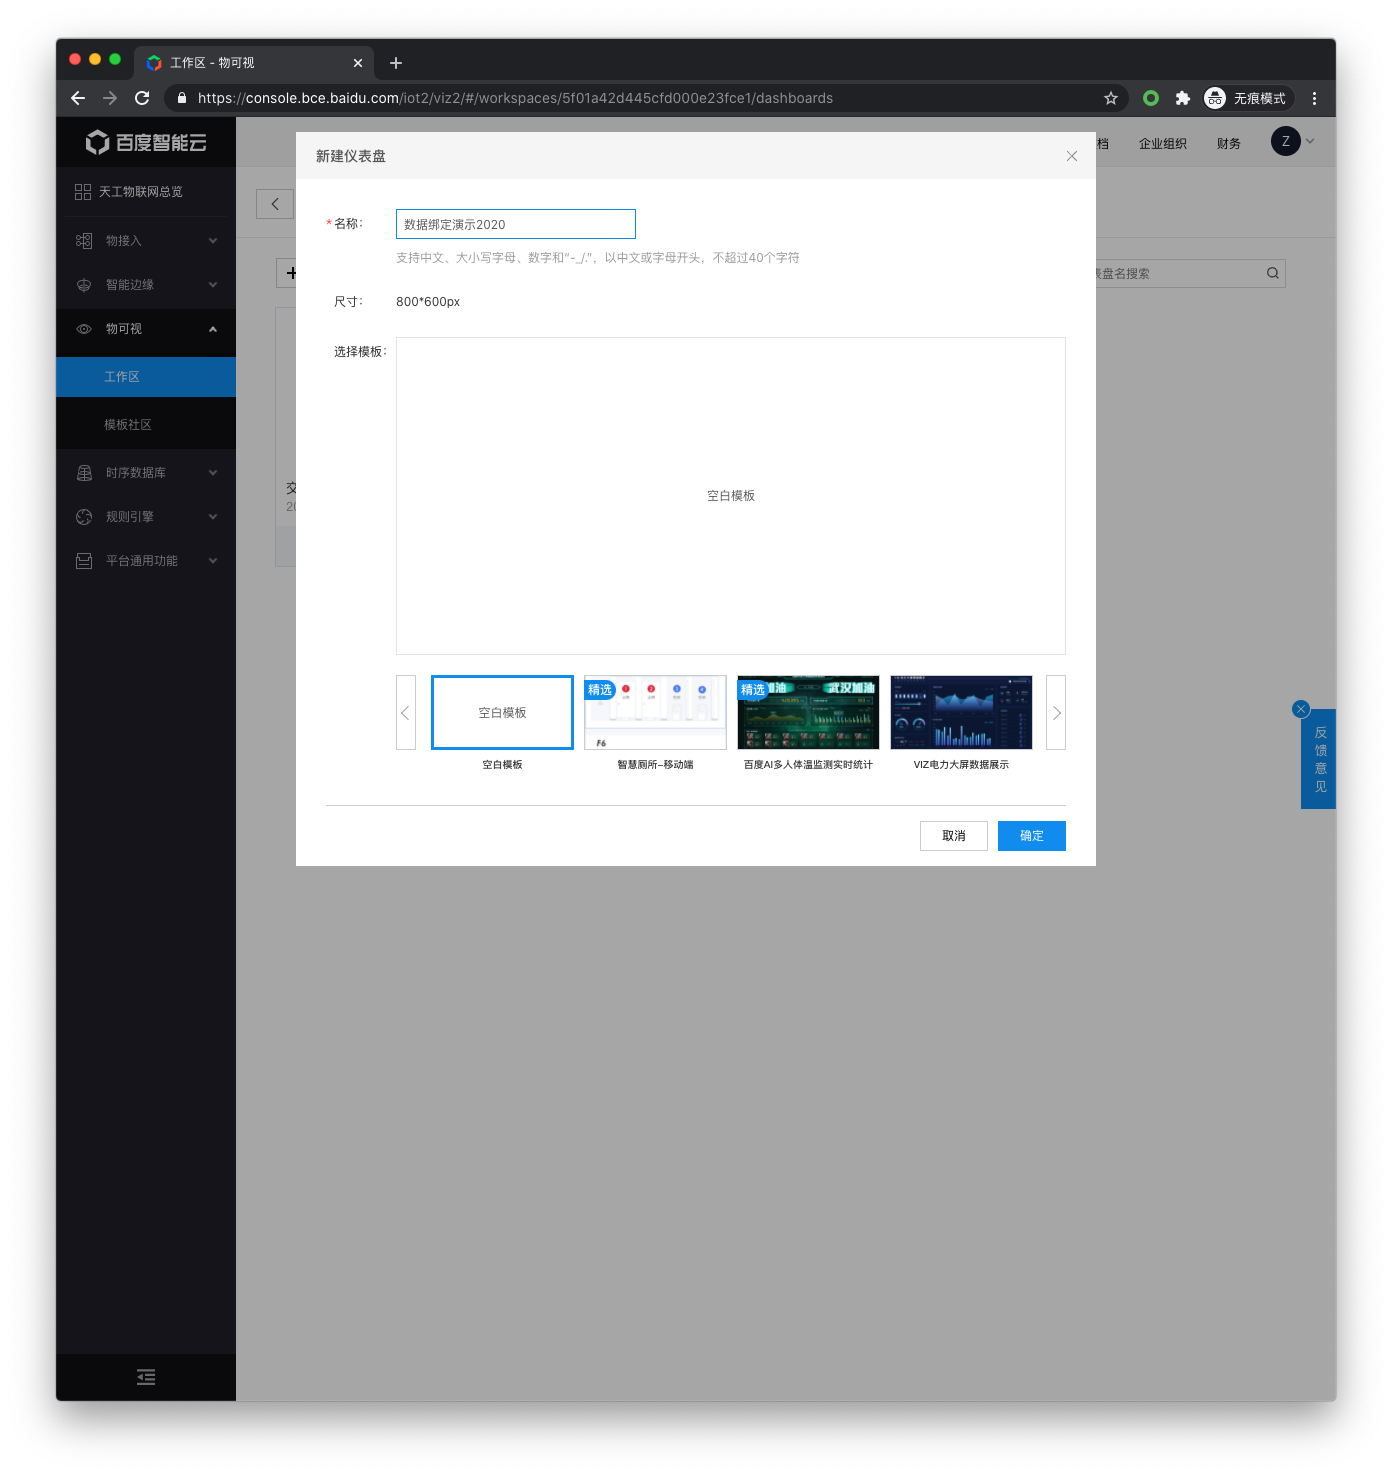 工作区 - 物可视
https://console.bce.baidu.com/iot2/viz2/#/workspaces/5f01a42d445cfd000e23fce1/dashboards
无痕模式
百度智能云
档
企业组织
财务
Z
天工物联网总览
物接入
智能边缘
物可视
工作区
模板社区
时序数据库
规则引擎
平台通用功能
新建仪表盘
*名称：
数据绑定演示2020
支持中文、大小写字母、数字和“-_/.”，以中文或字母开头，不超过40个字符
表盘名搜索
尺寸：
800*600px
选择模板：
空白模板
交
20
空白模板
精选
F6
精选
加油
武汉加油
空白模板
智慧厕所-移动端
百度AI多人体温监测实时统计
VIZ电力大屏数据展示
取消
确定
反馈意见